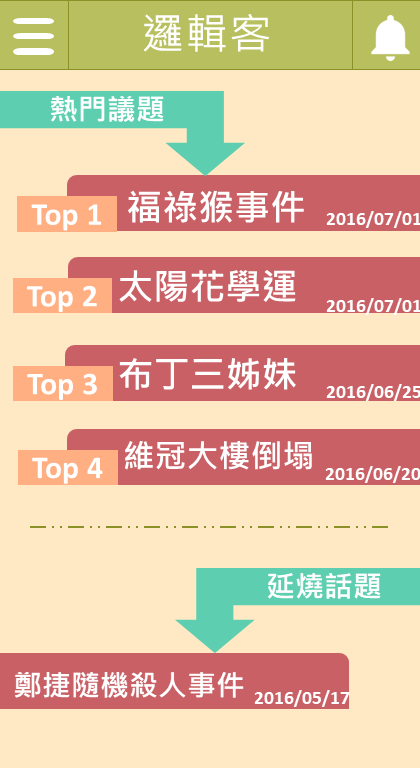 邏輯客
熱門議題
Top 1 福祿猴事件 2016/07/01
Top 2 太陽花學運 2016/07/01
Top 3 布丁三姊妹 2016/06/25
Top 4 維冠大樓倒塌 2016/06/20
延燒話題
鄭捷隨機殺人事件 2016/05/17